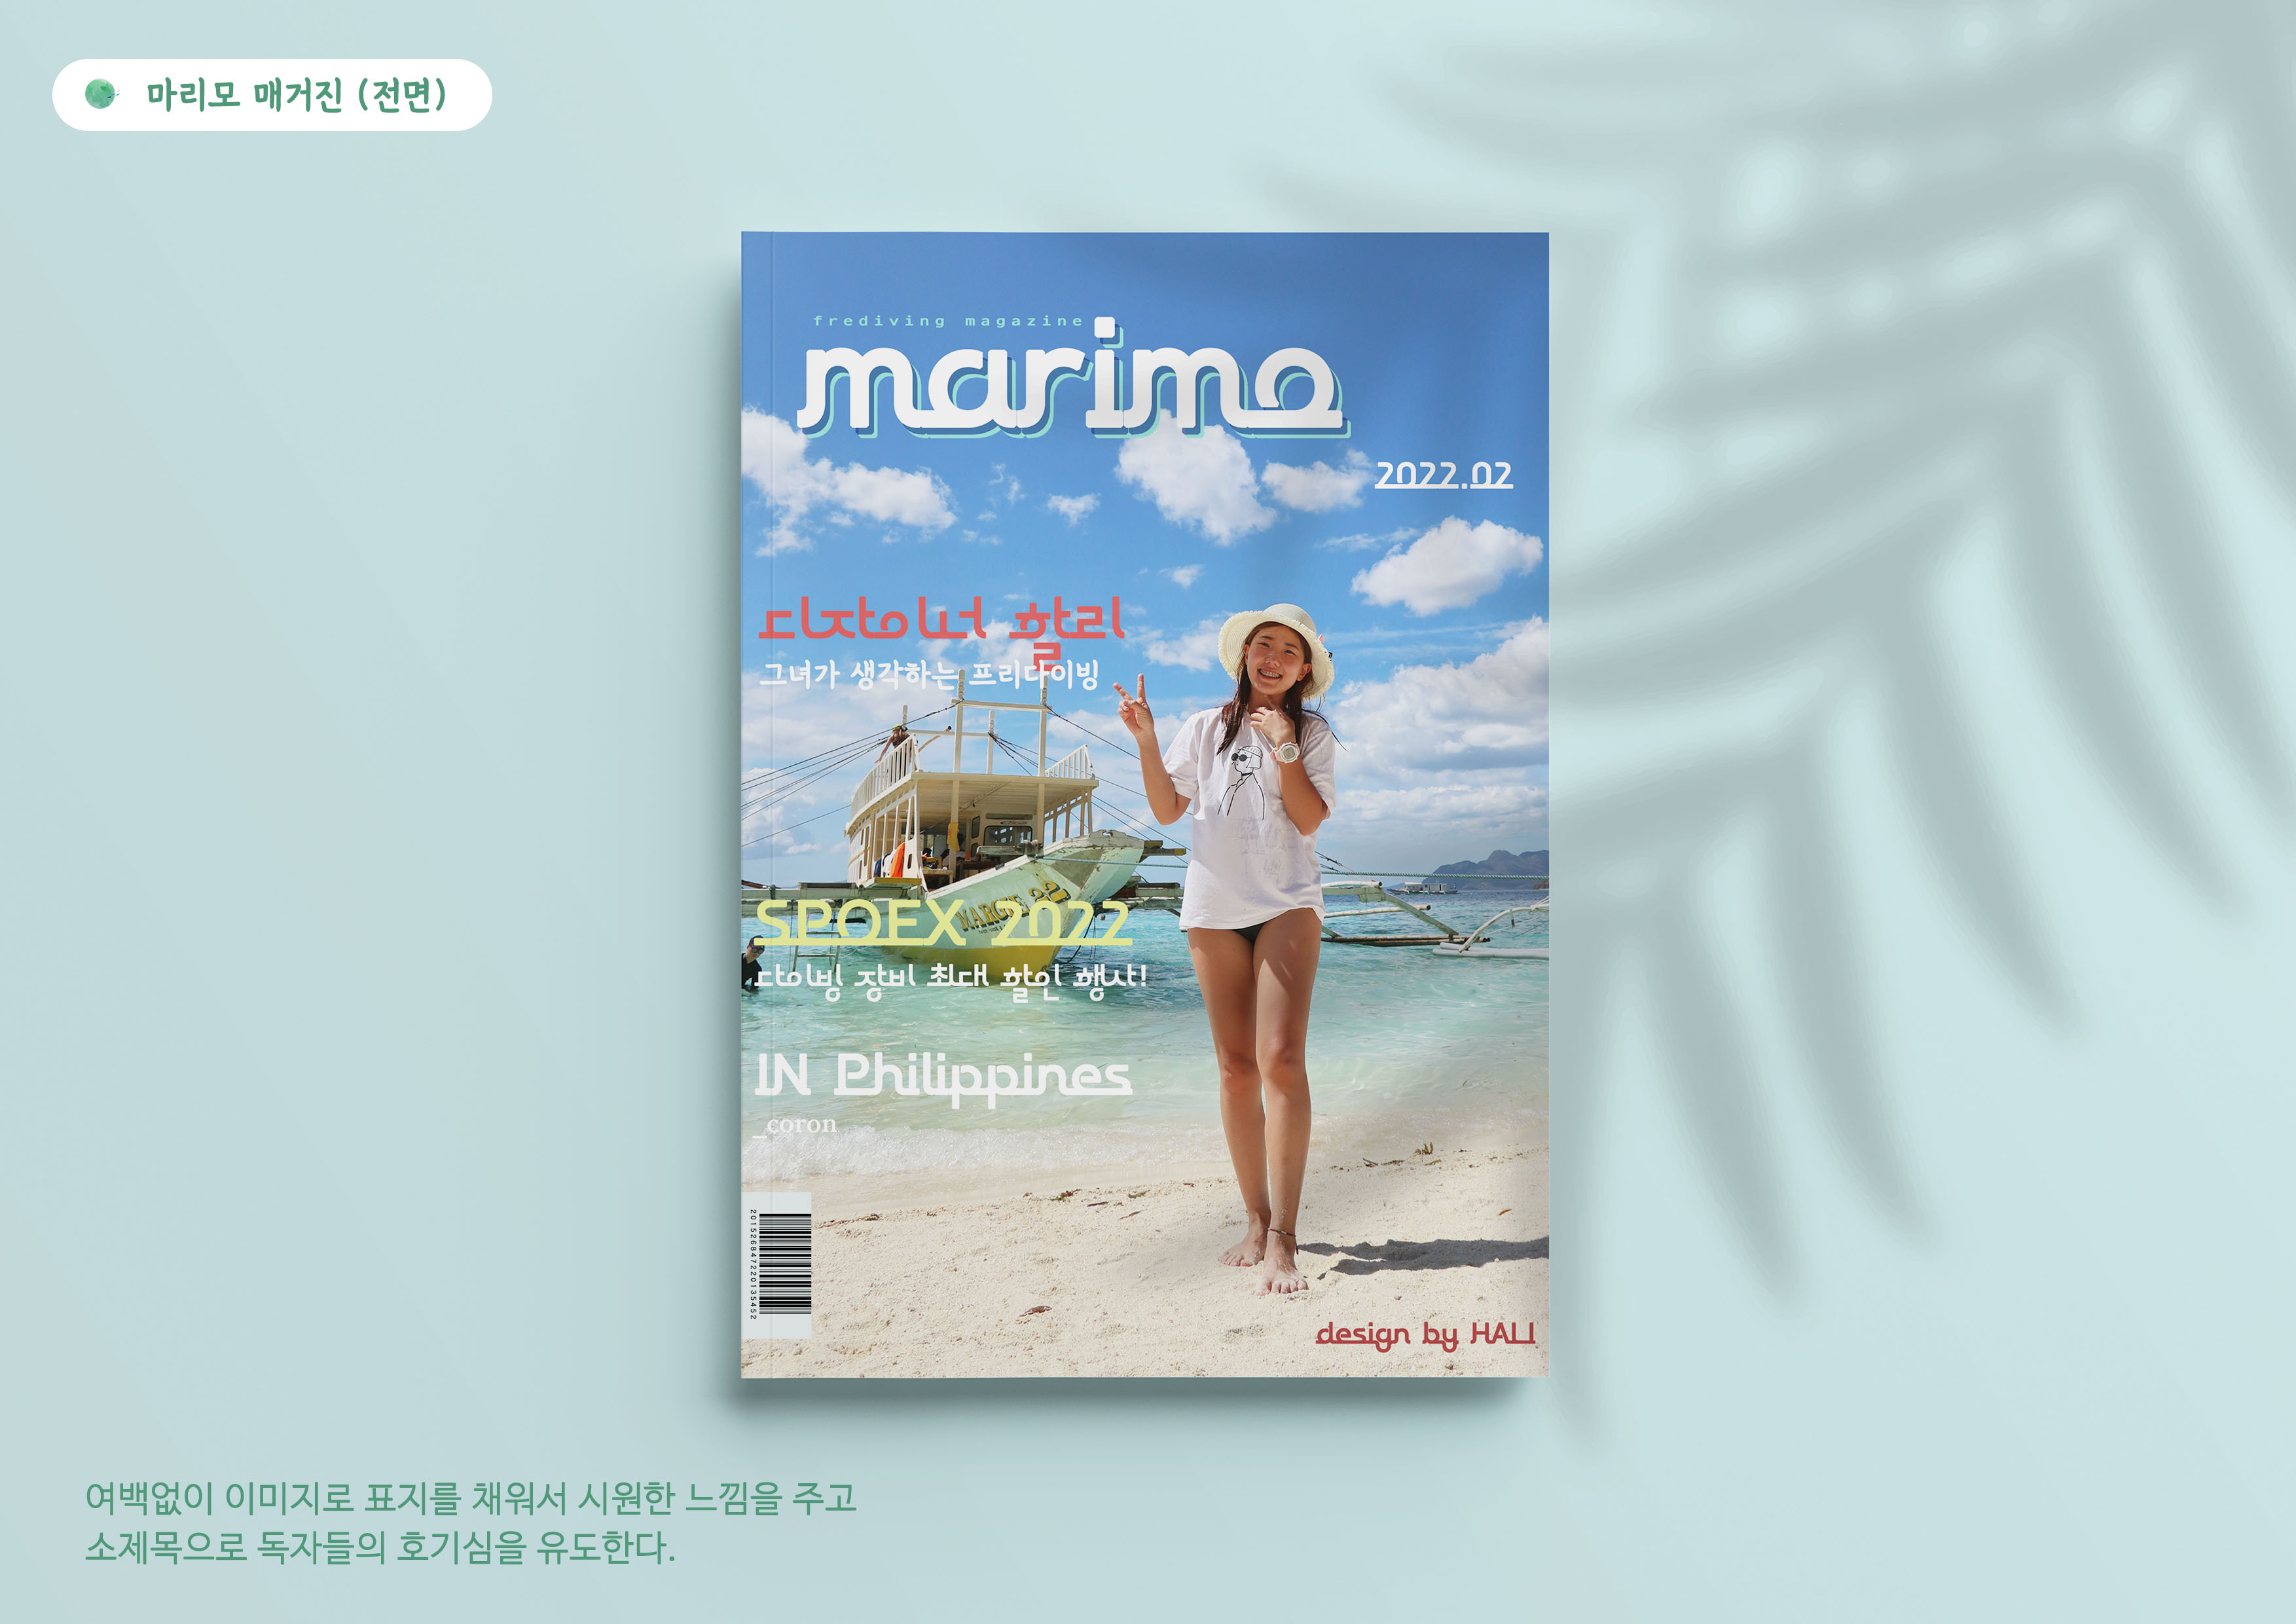 마리모 매거진 (전면)
frediving magazine
marimo
2022.02
디자이너 할리
그녀가 생각하는 프리다이빙
SPOEX 2022
다이빙 장비 최대 할인 행사!
IN Philippines
_coron
201526847220135452
design by HALI
여백없이 이미지로 표지를 채워서 시원한 느낌을 주고
소제목으로 독자들의 호기심을 유도한다.